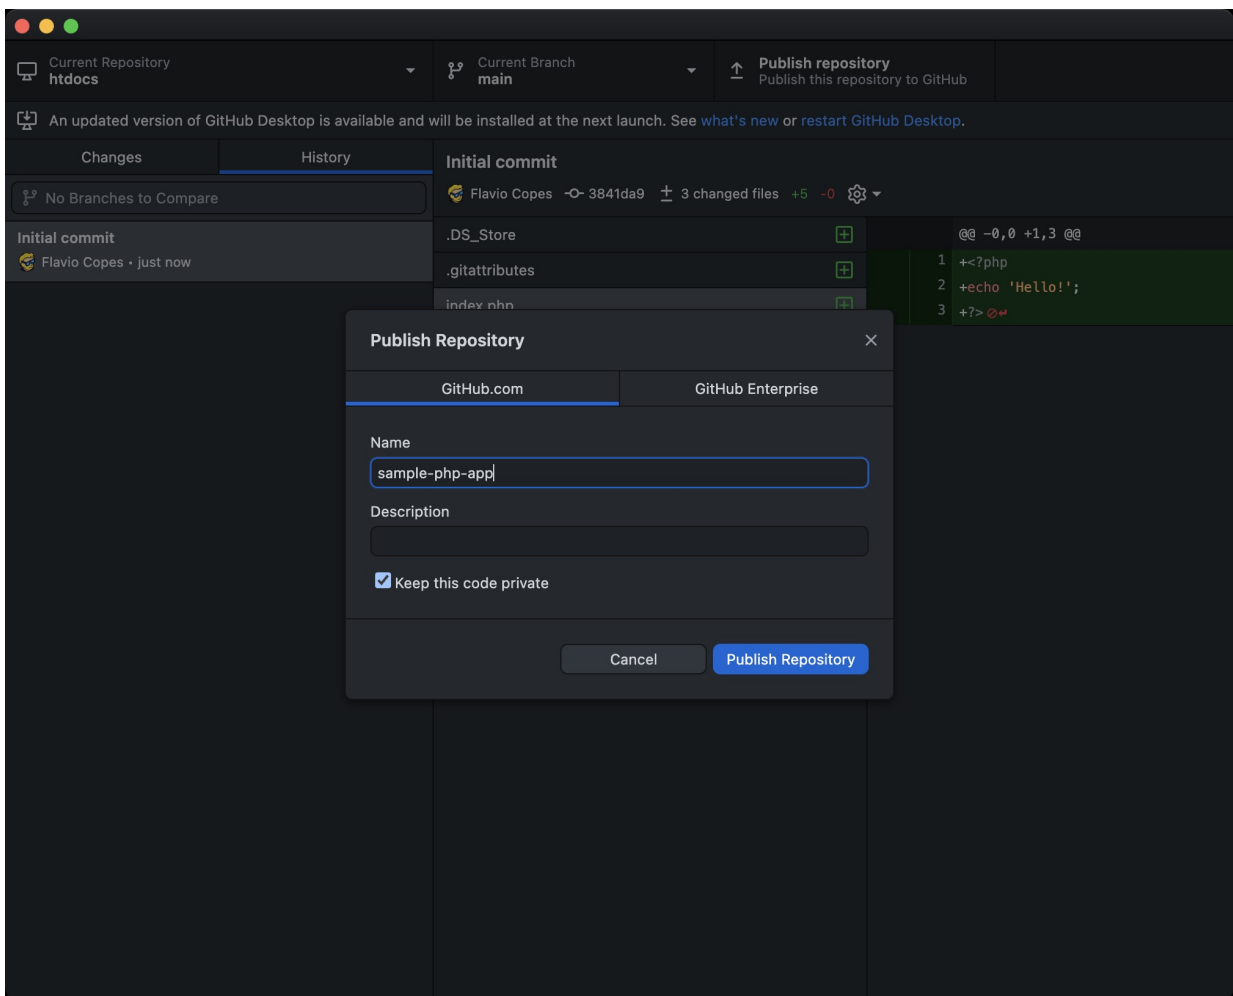 Current Repository
htdocs
Current Branch
main
Publish repository
Publish this repository to GitHub
An updated version of GitHub Desktop is available and will be installed at the next launch. See what's new or restart GitHub Desktop.
Changes
History
No Branches to Compare
Initial commit
Flavio Copes • just now
Initial commit
Flavio Copes 3841da9 3 changed files +5 -0
.DS_Store
.gitattributes
index.php
@@ -0,0 +1,3 @@
1 +<?php
2 +echo 'Hello!';
3 +?>
Publish Repository
GitHub.com
GitHub Enterprise
Name
sample-php-app
Description
Keep this code private
Cancel
Publish Repository